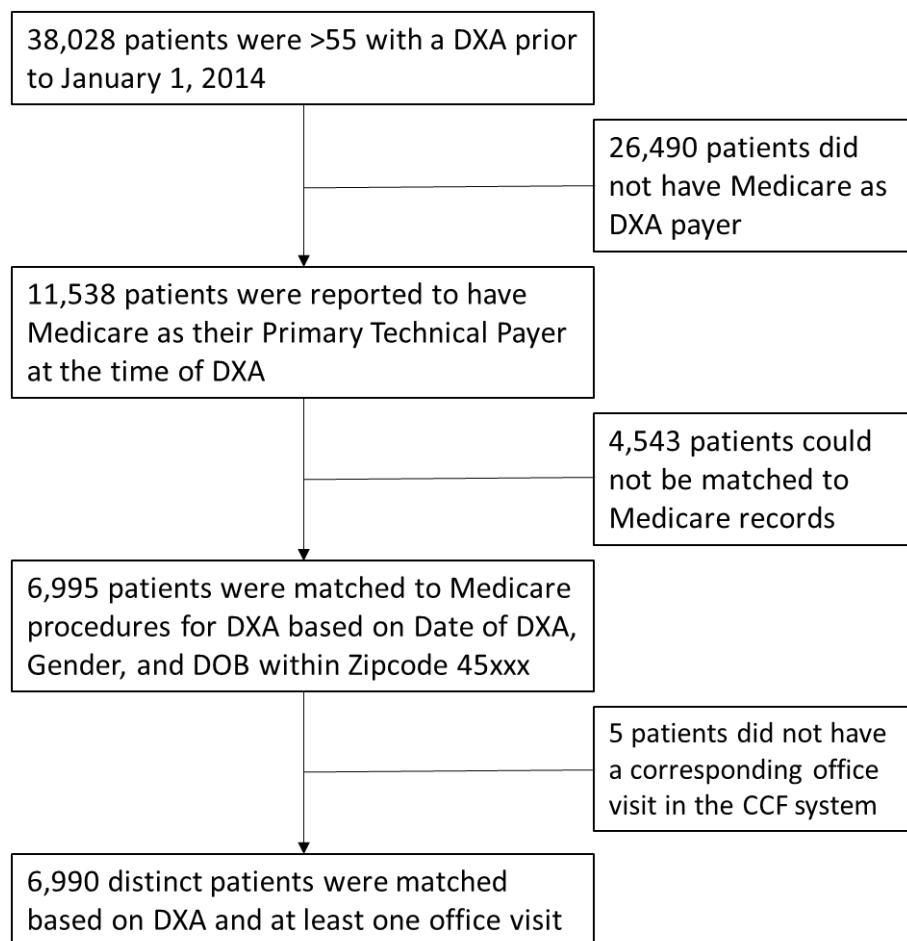 38,028 patients were >55 with a DXA prior
to January 1, 2014
26,490 patients did
not have Medicare as
DXA payer
11,538 patients were reported to have
Medicare as their Primary Technical Payer
at the time of DXA
4,543 patients could
not be matched to
Medicare records
6,995 patients were matched to Medicare
procedures for DXA based on Date of DXA,
Gender, and DOB within Zipcode 45xxx
5 patients did not have
a corresponding office
visit in the CCF system
6,990 distinct patients were matched
based on DXA and at least one office visit